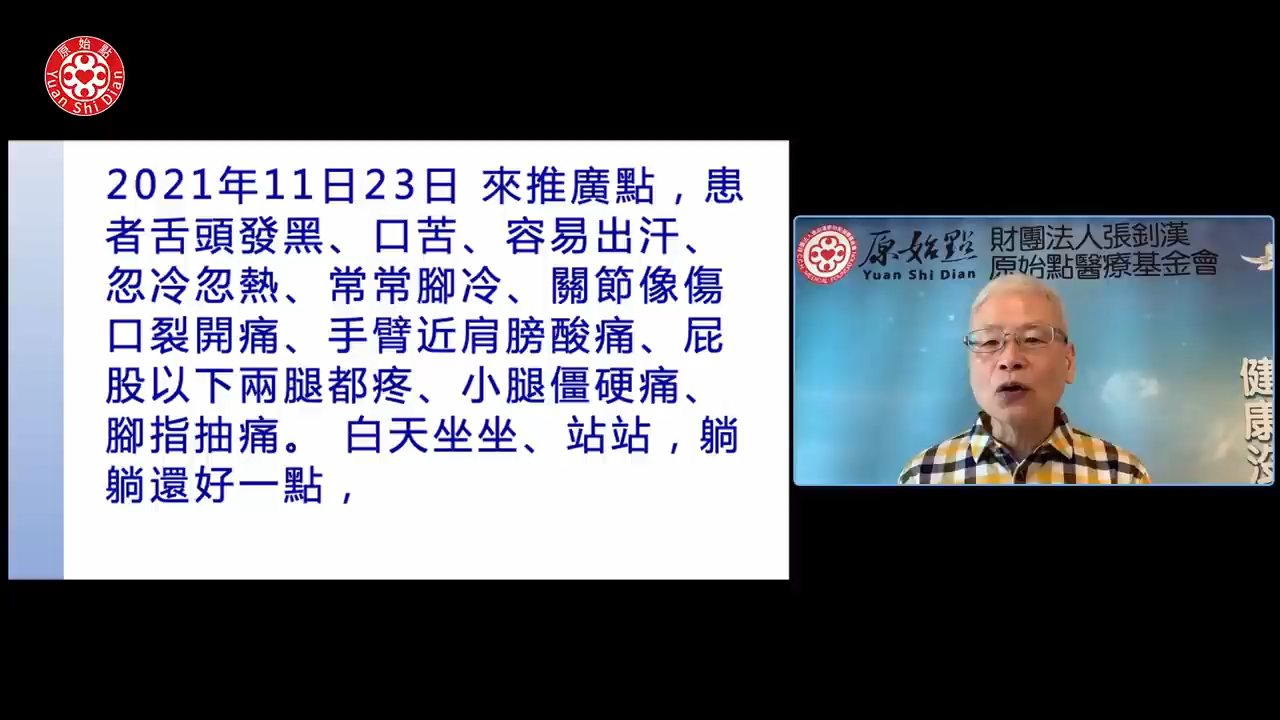 原始點
Yuan Shi Dian
2021年11日23日 來推廣點，患
者舌頭發黑、口苦、容易出汗、
忽冷忽熱、常常腳冷、關節像傷
口裂開痛、手臂近肩膀酸痛、屁
股以下兩腿都疼、小腿僵硬痛、
腳指抽痛。 白天坐坐、站站，躺
躺還好一點，
原始點
Yuan Shi Dian
財團法人張釗漢
原始點醫療基金會
健康